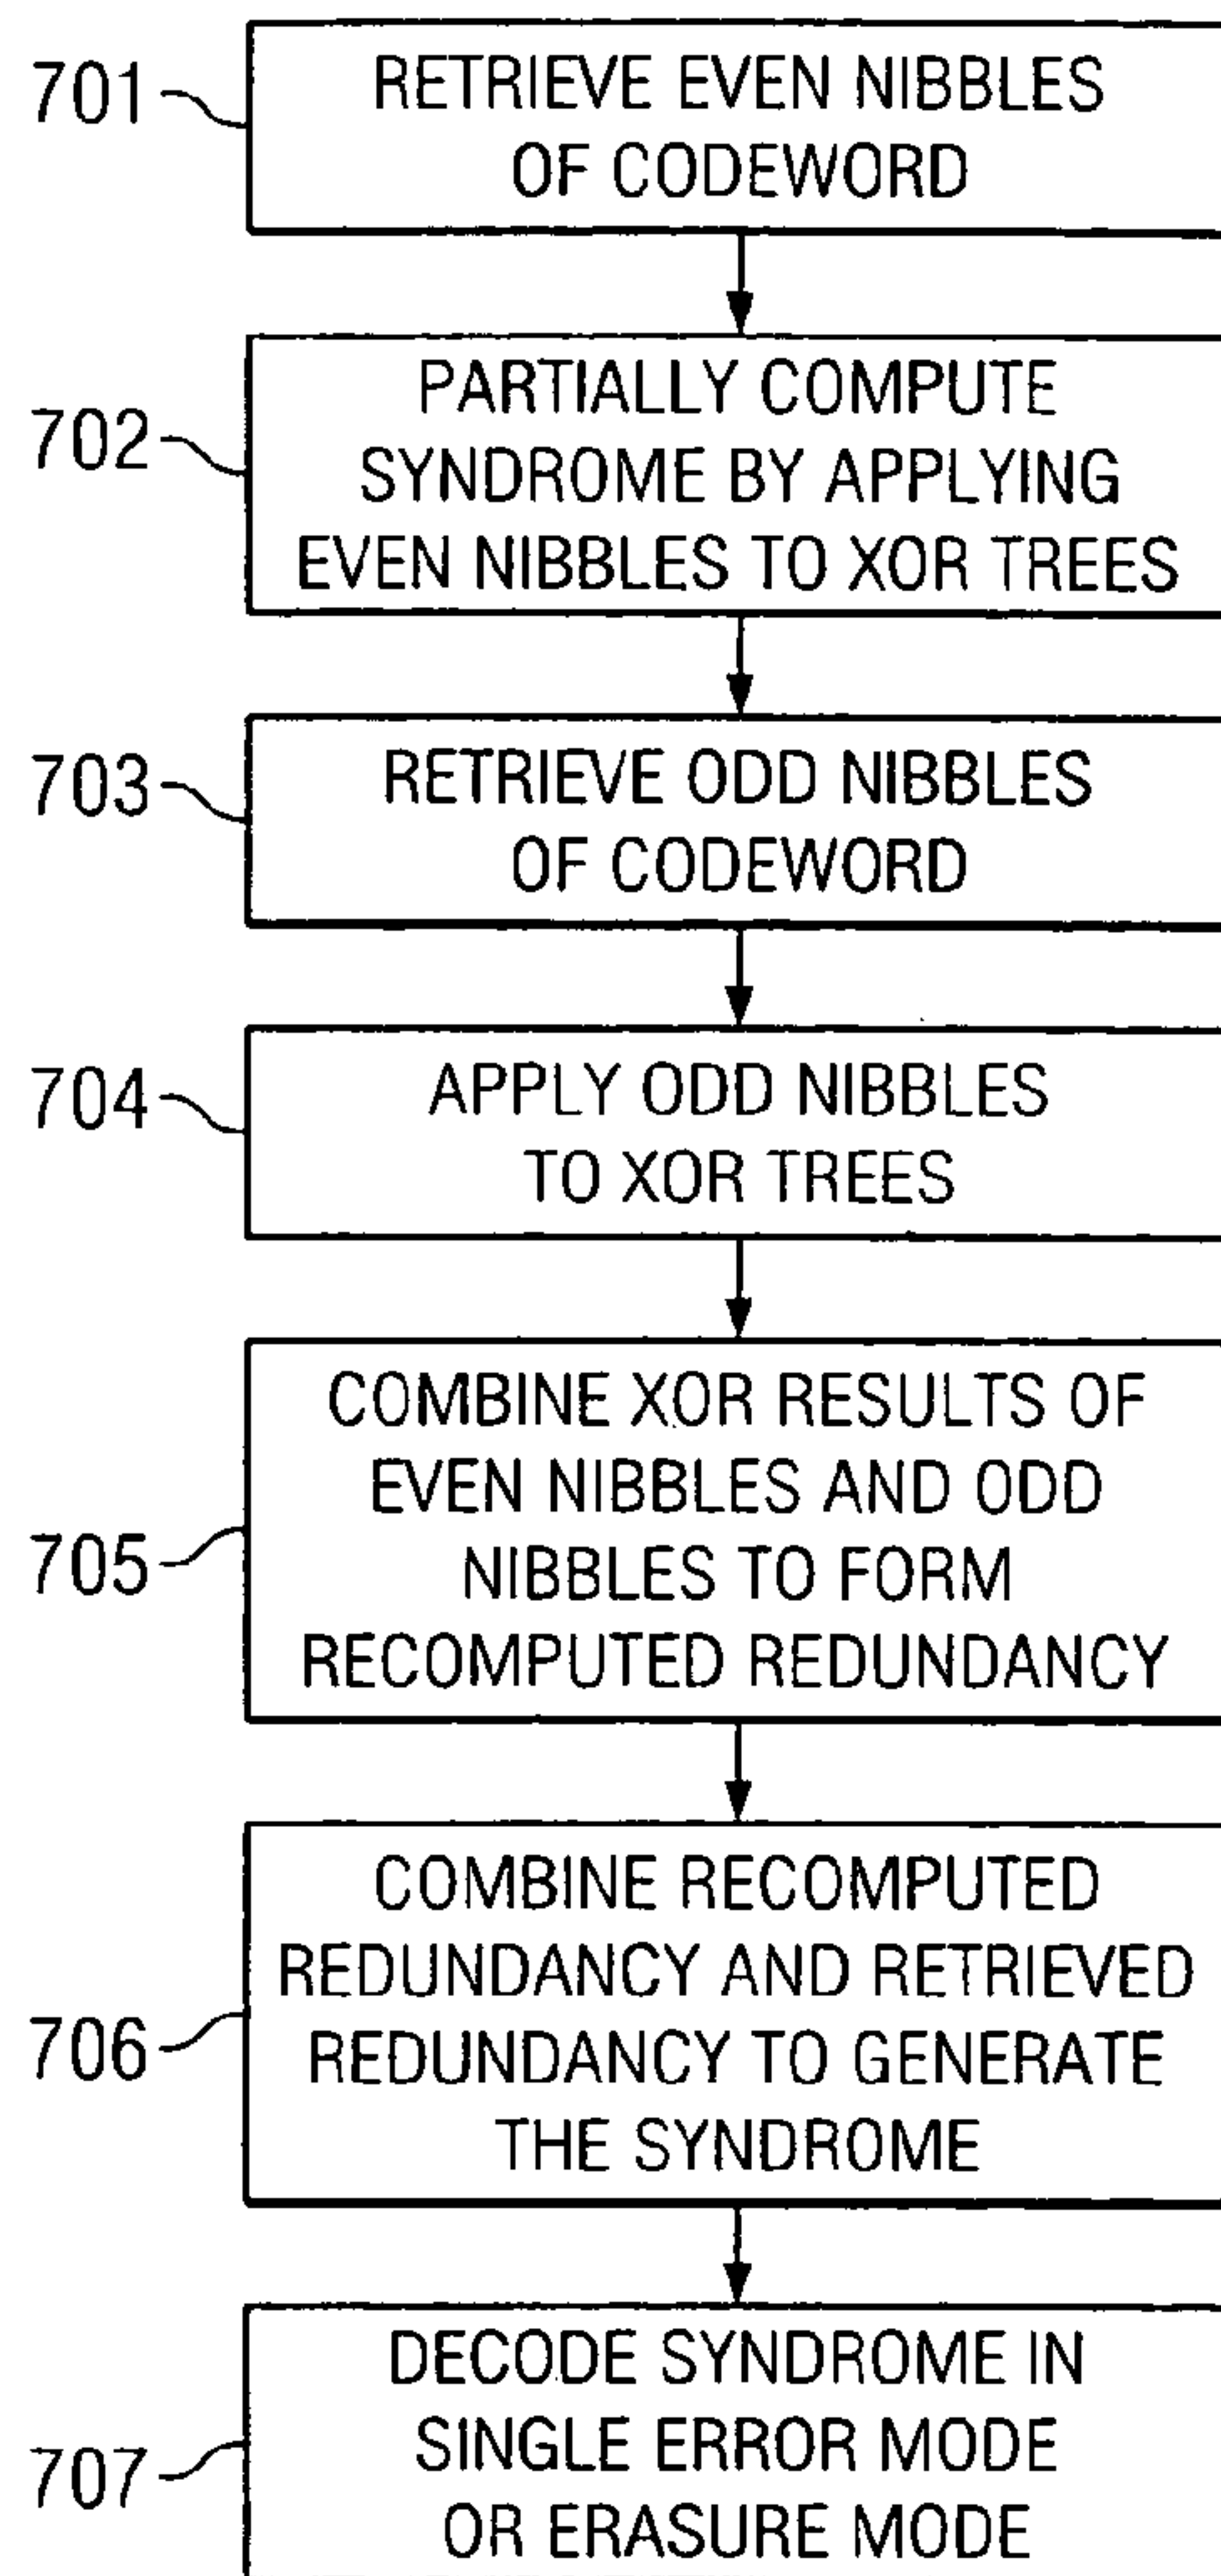 701
RETRIEVE EVEN NIBBLES
OF CODEWORD
702
PARTIALLY COMPUTE
SYNDROME BY APPLYING
EVEN NIBBLES TO XOR TREES
703
RETRIEVE ODD NIBBLES
OF CODEWORD
704
APPLY ODD NIBBLES
TO XOR TREES
705
COMBINE XOR RESULTS OF
EVEN NIBBLES AND ODD
NIBBLES TO FORM
RECOMPUTED REDUNDANCY
706
COMBINE RECOMPUTED
REDUNDANCY AND RETRIEVED
REDUNDANCY TO GENERATE
THE SYNDROME
707
DECODE SYNDROME IN
SINGLE ERROR MODE
OR ERASURE MODE